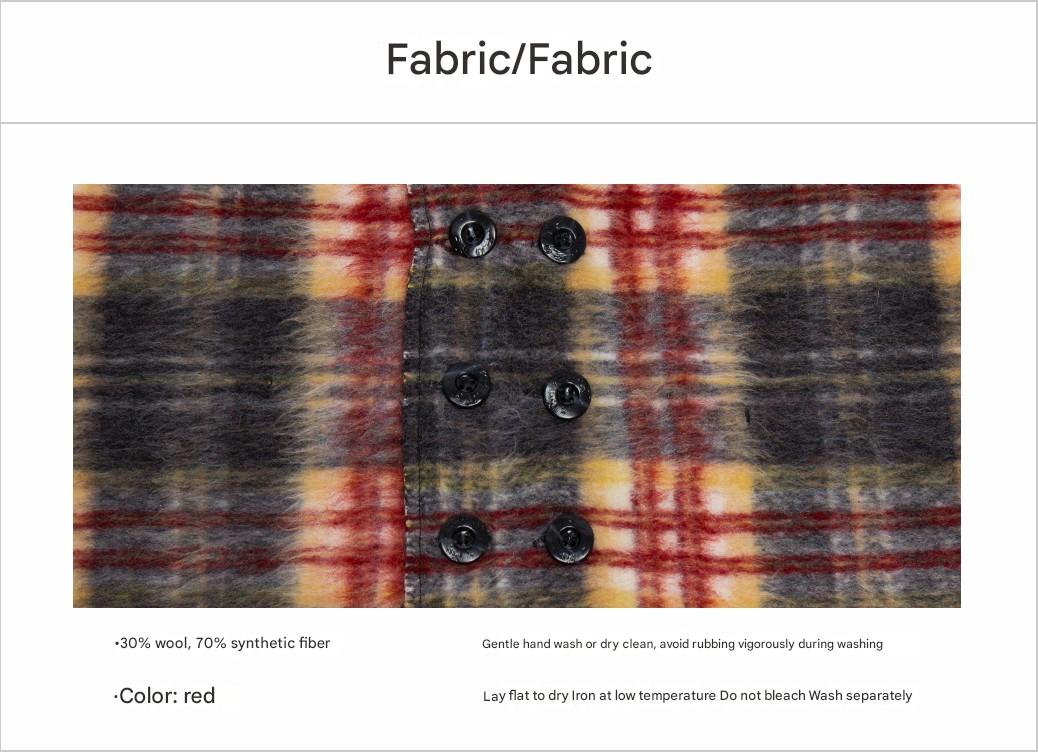 Fabric/Fabric
•30% wool, 70% synthetic fiber
Gentle hand wash or dry clean, avoid rubbing vigorously during washing
·Color: red
Lay flat to dry Iron at low temperature Do not bleach Wash separately